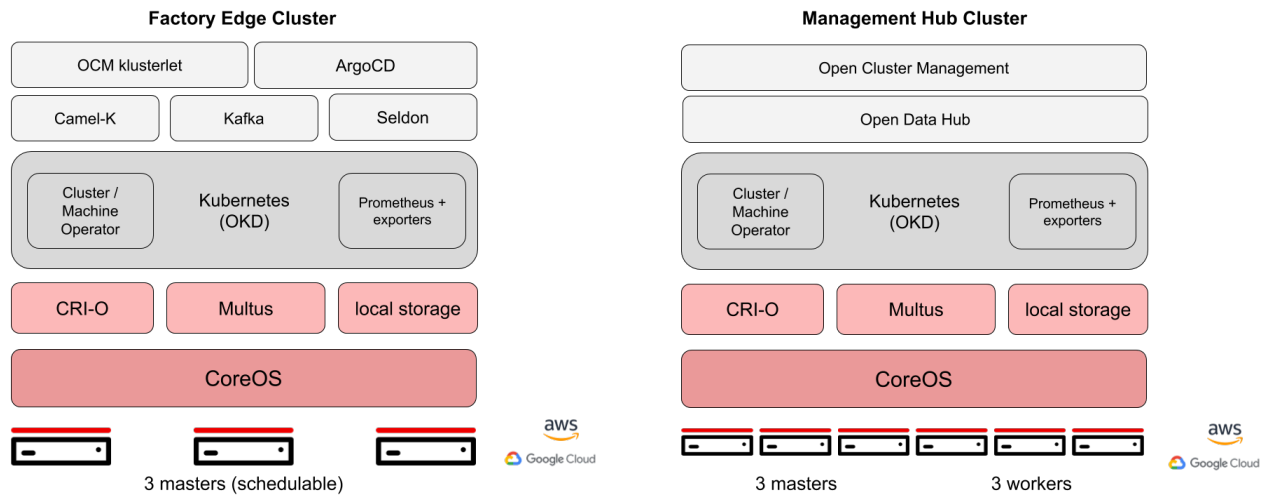 Factory Edge Cluster
OCM klusterlet
ArgoCD
Camel-K
Kafka
Seldon
Cluster /
Machine
Operator
Kubernetes
(OKD)
Prometheus +
exporters
CRI-O
Multus
local storage
CoreOS
aws
Google Cloud
3 masters (schedulable)
Management Hub Cluster
Open Cluster Management
Open Data Hub
Cluster /
Machine
Operator
Kubernetes
(OKD)
Prometheus +
exporters
CRI-O
Multus
local storage
CoreOS
aws
Google Cloud
3 masters
3 workers